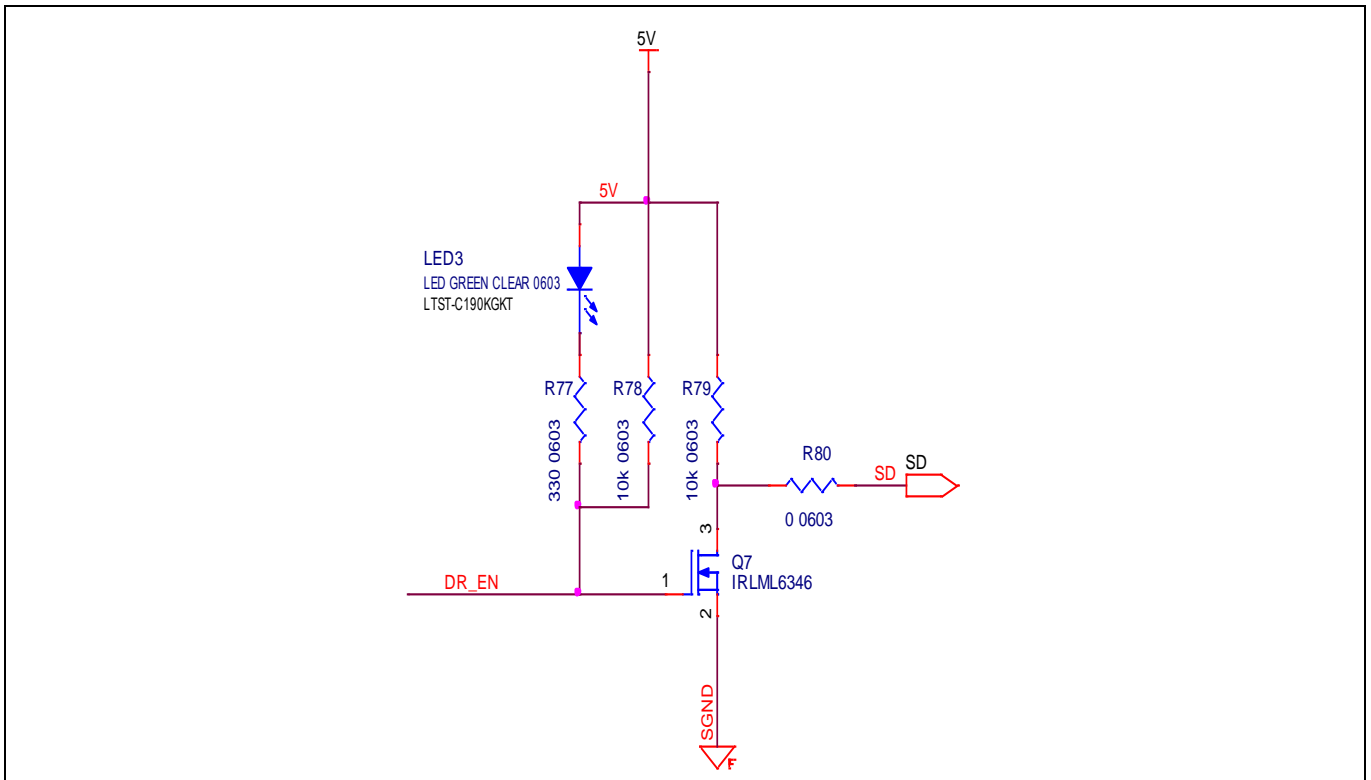 5V
5V
LED3
LED GREEN CLEAR 0603
LTST-C190KGKT
R77
R78
R79
330 0603
10k 0603
10k 0603
R80
SD
SD
0 0603
3
Q7
IRLML6346
1
DR_EN
2
SGND
F